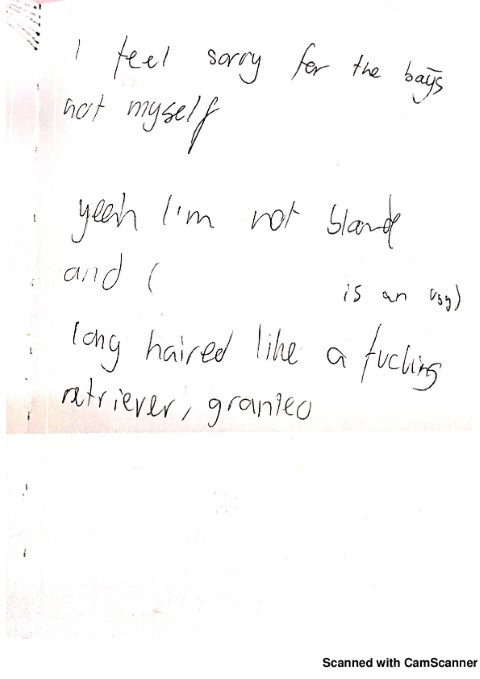 I feel sorry for the boys
not myself
yeah I'm not blonde
and (
is an ugg)
long haired like a fucking
retriever, granted
Scanned with CamScanner